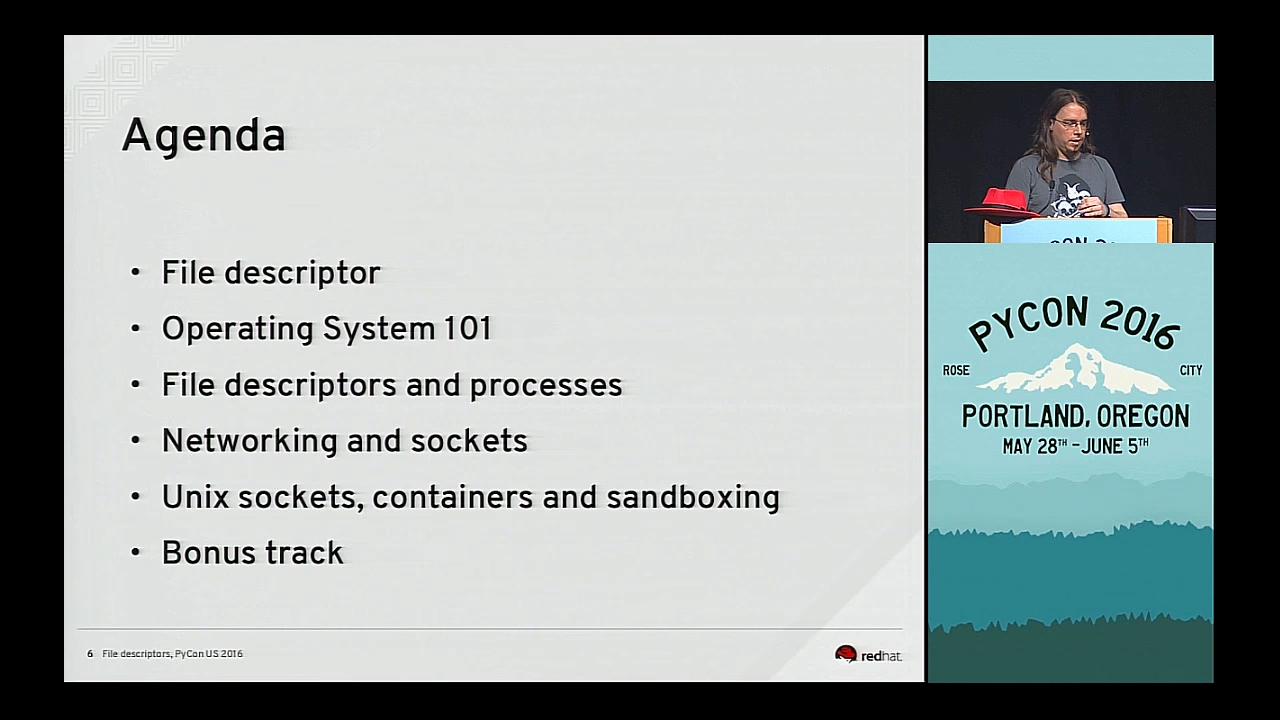 Agenda
• File descriptor
• Operating System 101
• File descriptors and processes
• Networking and sockets
• Unix sockets, containers and sandboxing
• Bonus track
6 File descriptors, PyCon US 2016
redhat.
PYCON 2016
ROSE CITY
PORTLAND, OREGON
MAY 28TH - JUNE 5TH